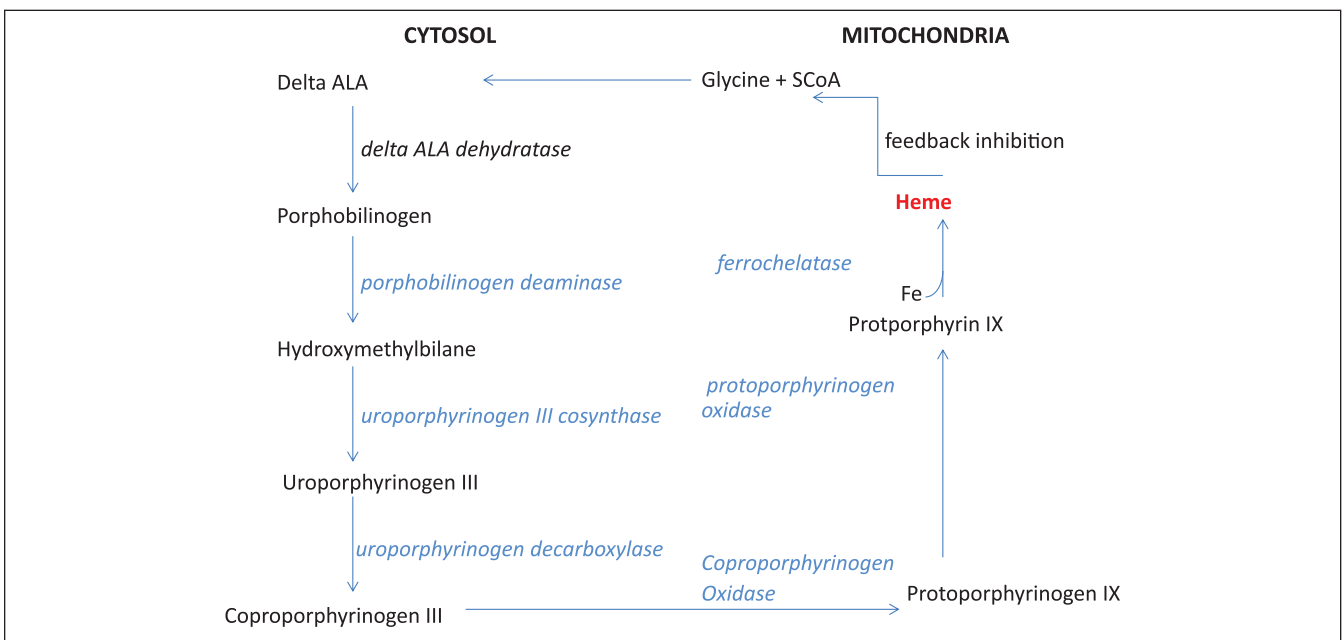 CYTOSOL
MITOCHONDRIA
Delta ALA
Glycine + SCoA
feedback inhibition
delta ALA dehydratase
Heme
Porphobilinogen
ferrochelatase
porphobilinogen deaminase
Fe
Protporphyrin IX
Hydroxymethylbilane
protoporphyrinogen
oxidase
uroporphyrinogen III cosynthase
Uroporphyrinogen III
uroporphyrinogen decarboxylase
Coproporphyrinogen
Oxidase
Protoporphyrinogen IX
Coproporphyrinogen III